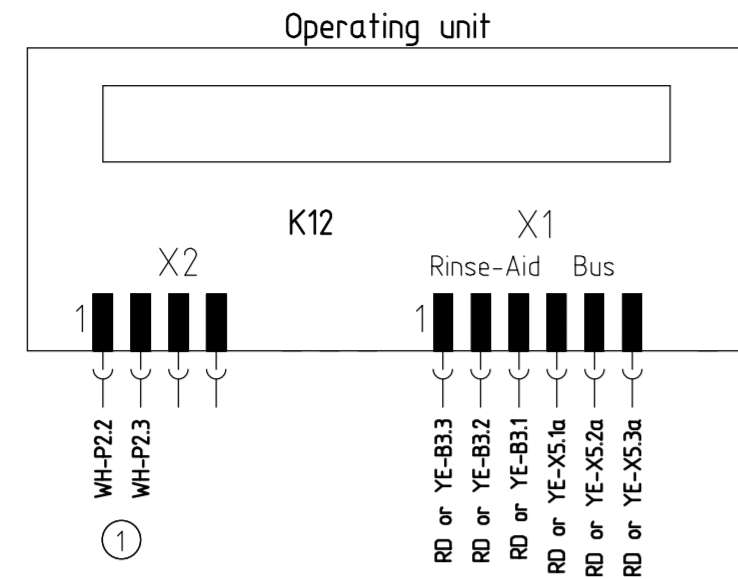 Operating unit
K12
X1
X2
Rinse-Aid
Bus
1
1
WH-P2.2
WH-P2.3
RD or YE-B3.3
RD or YE-B3.2
RD or YE-B3.1
RD or YE-X5.1a
RD or YE-X5.2a
RD or YE-X5.3a
1